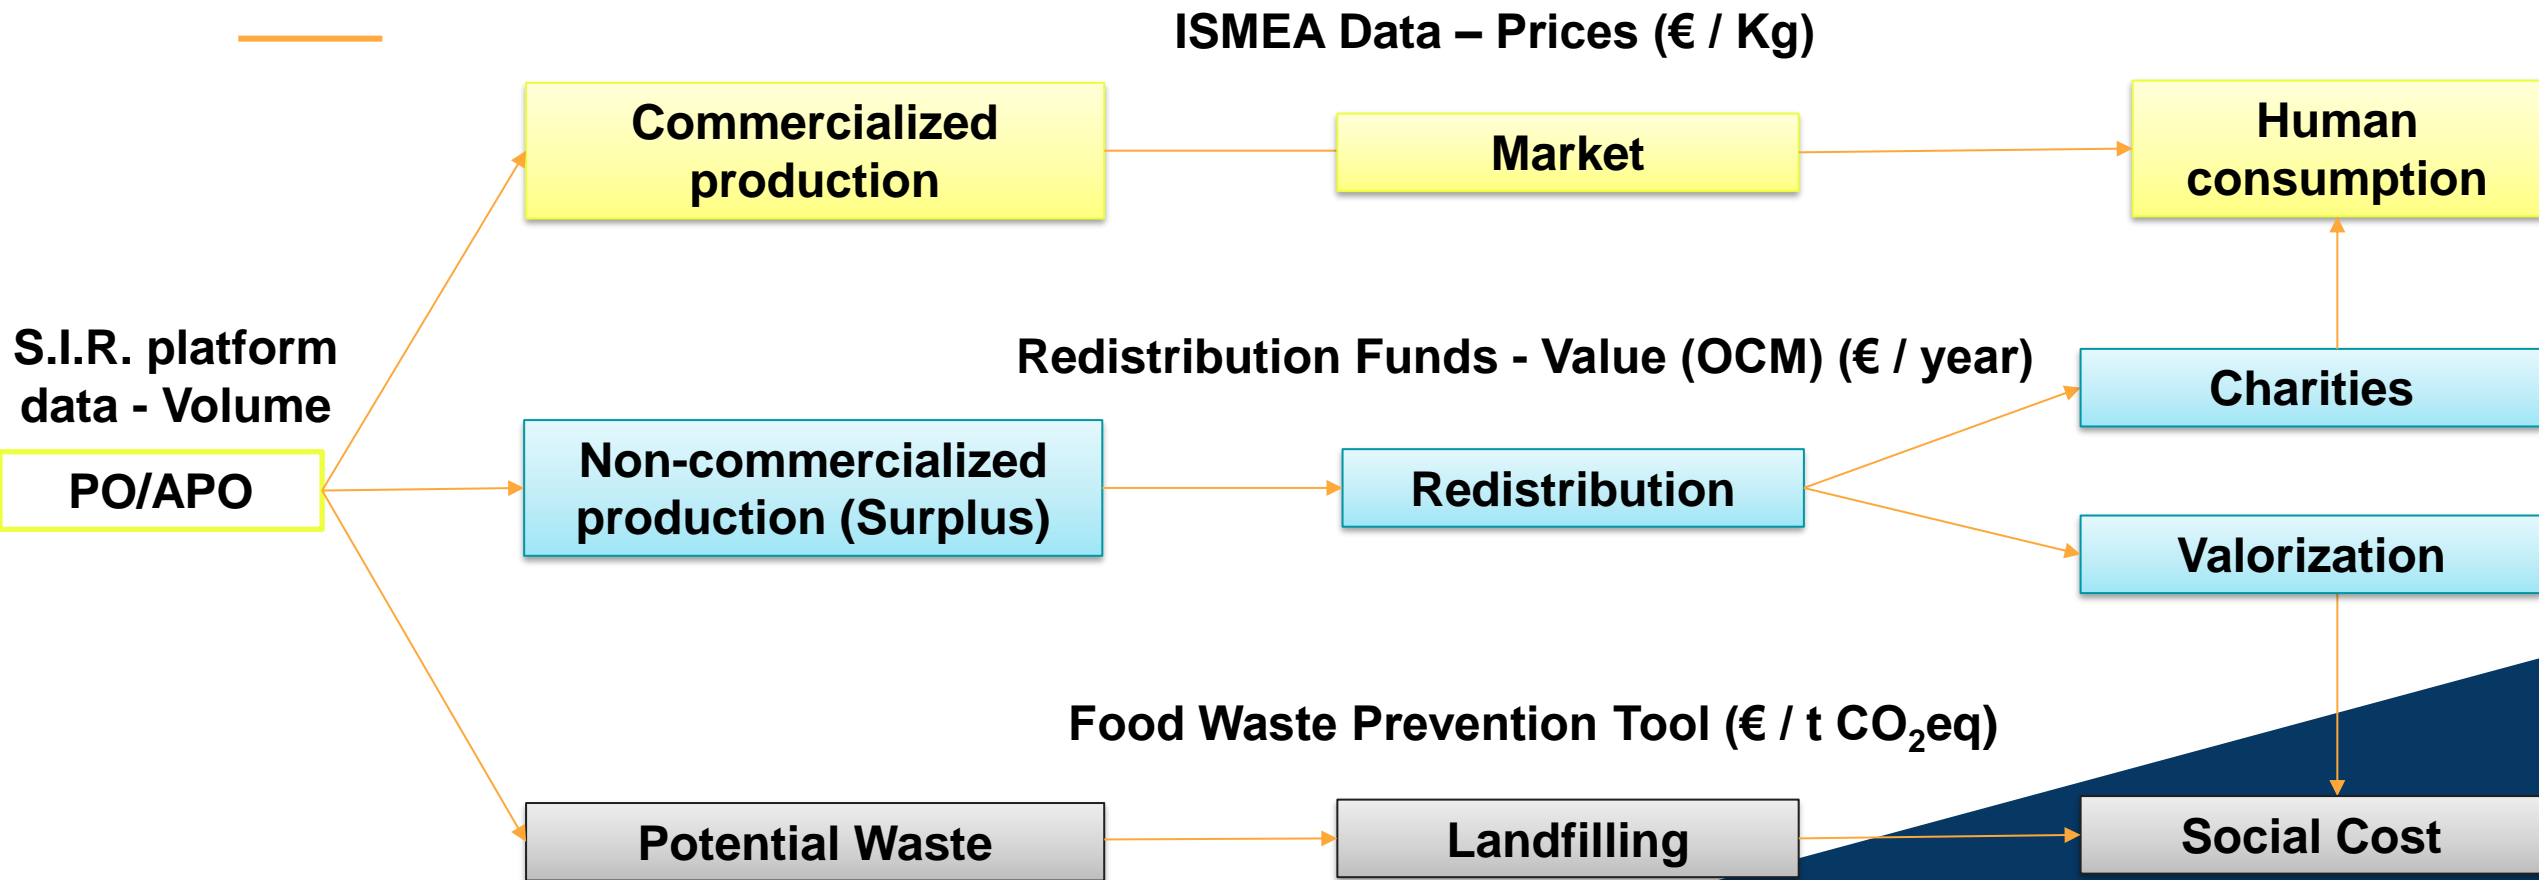 ISMEA Data – Prices (€ / Kg)
Commercialized
production
Market
Human
consumption
S.I.R. platform
data - Volume
PO/APO
Redistribution Funds - Value (OCM) (€ / year)
Non-commercialized
production (Surplus)
Redistribution
Charities
Valorization
Food Waste Prevention Tool (€ / t CO₂eq)
Potential Waste
Landfilling
Social Cost